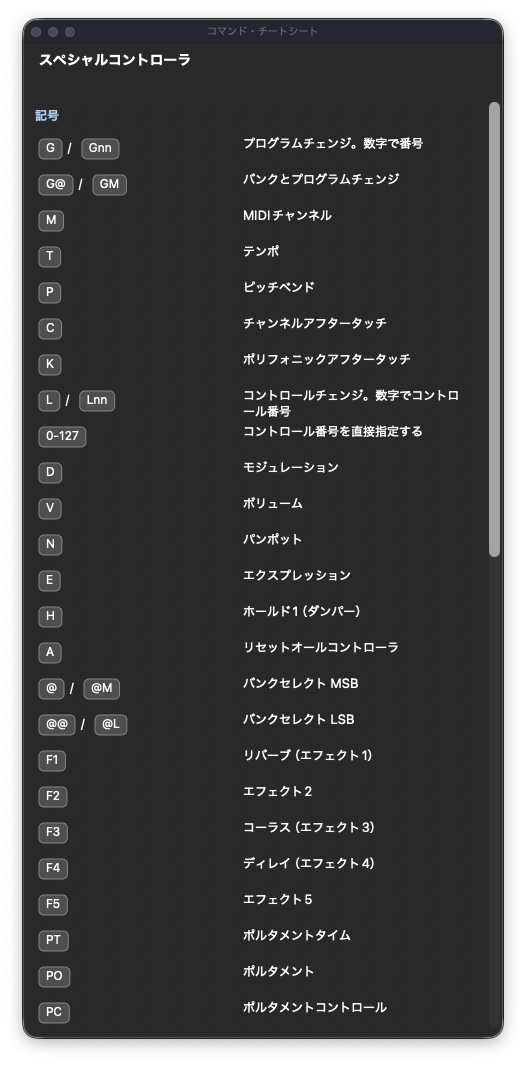 コマンド・チートシート
スペシャルコントローラ
記号
G / Gnn プログラムチェンジ。数字で番号
G@ / GM バンクとプログラムチェンジ
M MIDIチャンネル
T テンポ
P ピッチベンド
C チャンネルアフタータッチ
K ポリフォニックアフタータッチ
L / Lnn コントロールチェンジ。数字でコントロ
ール番号
0-127 コントロール番号を直接指定する
D モジュレーション
V ボリューム
N パンポット
E エクスプレッション
H ホールド1 (ダンパー)
A リセットオールコントローラ
@ / @M バンクセレクト MSB
@@ / @L バンクセレクト LSB
F1 リバーブ (エフェクト1)
F2 エフェクト2
F3 コーラス (エフェクト3)
F4 ディレイ (エフェクト4)
F5 エフェクト5
PT ポルタメントタイム
PO ポルタメント
PC ポルタメントコントロール